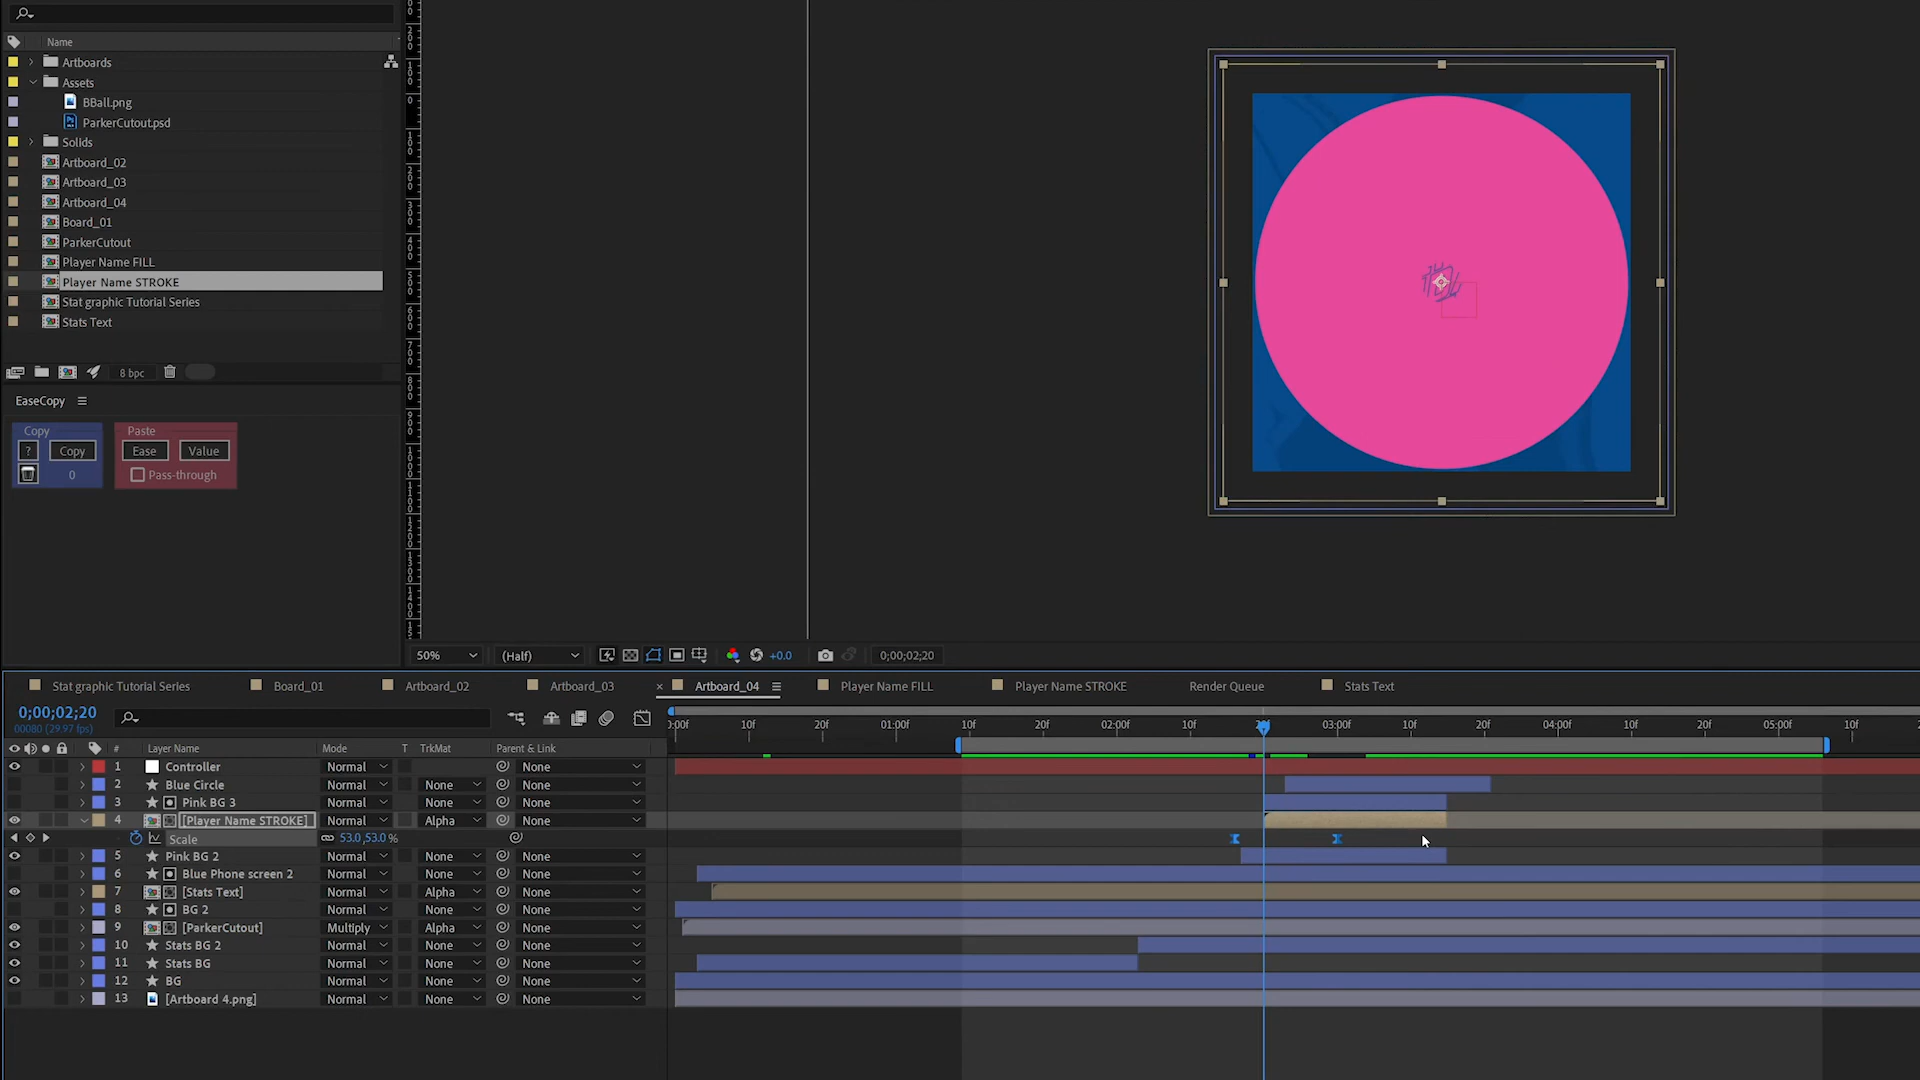 Name
Artboards
Assets
BBall.png
ParkerCutout.psd
Solids
Artboard_02
Artboard_03
Artboard_04
Board_01
ParkerCutout
Player Name FILL
Player Name STROKE
Stat graphic Tutorial Series
Stats Text
8 bpc
EaseCopy
Copy
? Copy
0
Paste
Ease Value
Pass-through
50% (Half) +0.0 0;00;02;20
Stat graphic Tutorial Series Board_01 Artboard_02 Artboard_03 Artboard_04 Player Name FILL Player Name STROKE Render Queue Stats Text
0;00;02;20
00080 (29.97 fps)
:00f 10f 20f 01:00f 10f 20f 02:00f 10f 03:00f 10f 20f 04:00f 10f 20f 05:00f 10f
# Layer Name Mode T TrkMat Parent & Link
1 Controller Normal None
2 Blue Circle Normal None None
3 Pink BG 3 Normal None None
4 [Player Name STROKE] Normal Alpha None
Scale 53.0,53.0 %
5 Pink BG 2 Normal None None
6 Blue Phone screen 2 Normal None None
7 [Stats Text] Normal Alpha None
8 BG 2 Normal None None
9 [ParkerCutout] Multiply Alpha None
10 Stats BG 2 Normal None None
11 Stats BG Normal None None
12 BG Normal None None
13 [Artboard 4.png] Normal None None